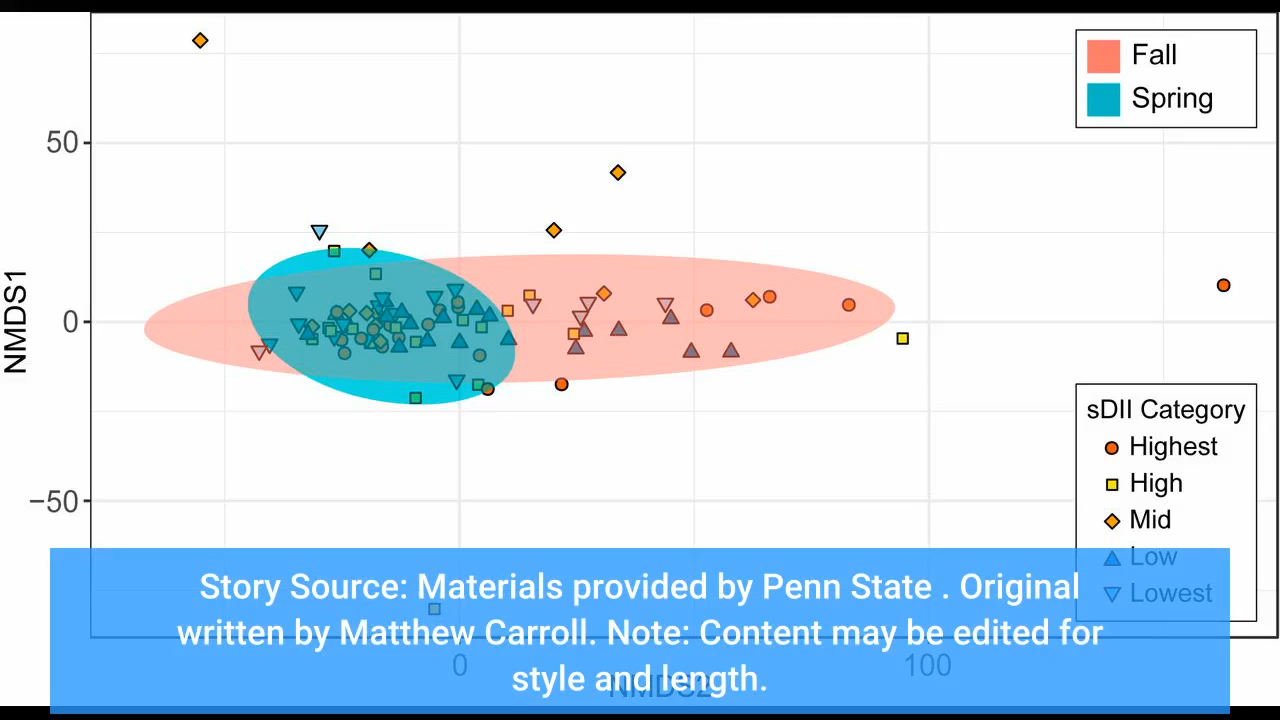 Fall
Spring
50
0
−50
NMDS1
sDII Category
Highest
High
Mid
Low
Lowest
Story Source: Materials provided by Penn State . Original
written by Matthew Carroll. Note: Content may be edited for
style and length.
0
100
NMDS2